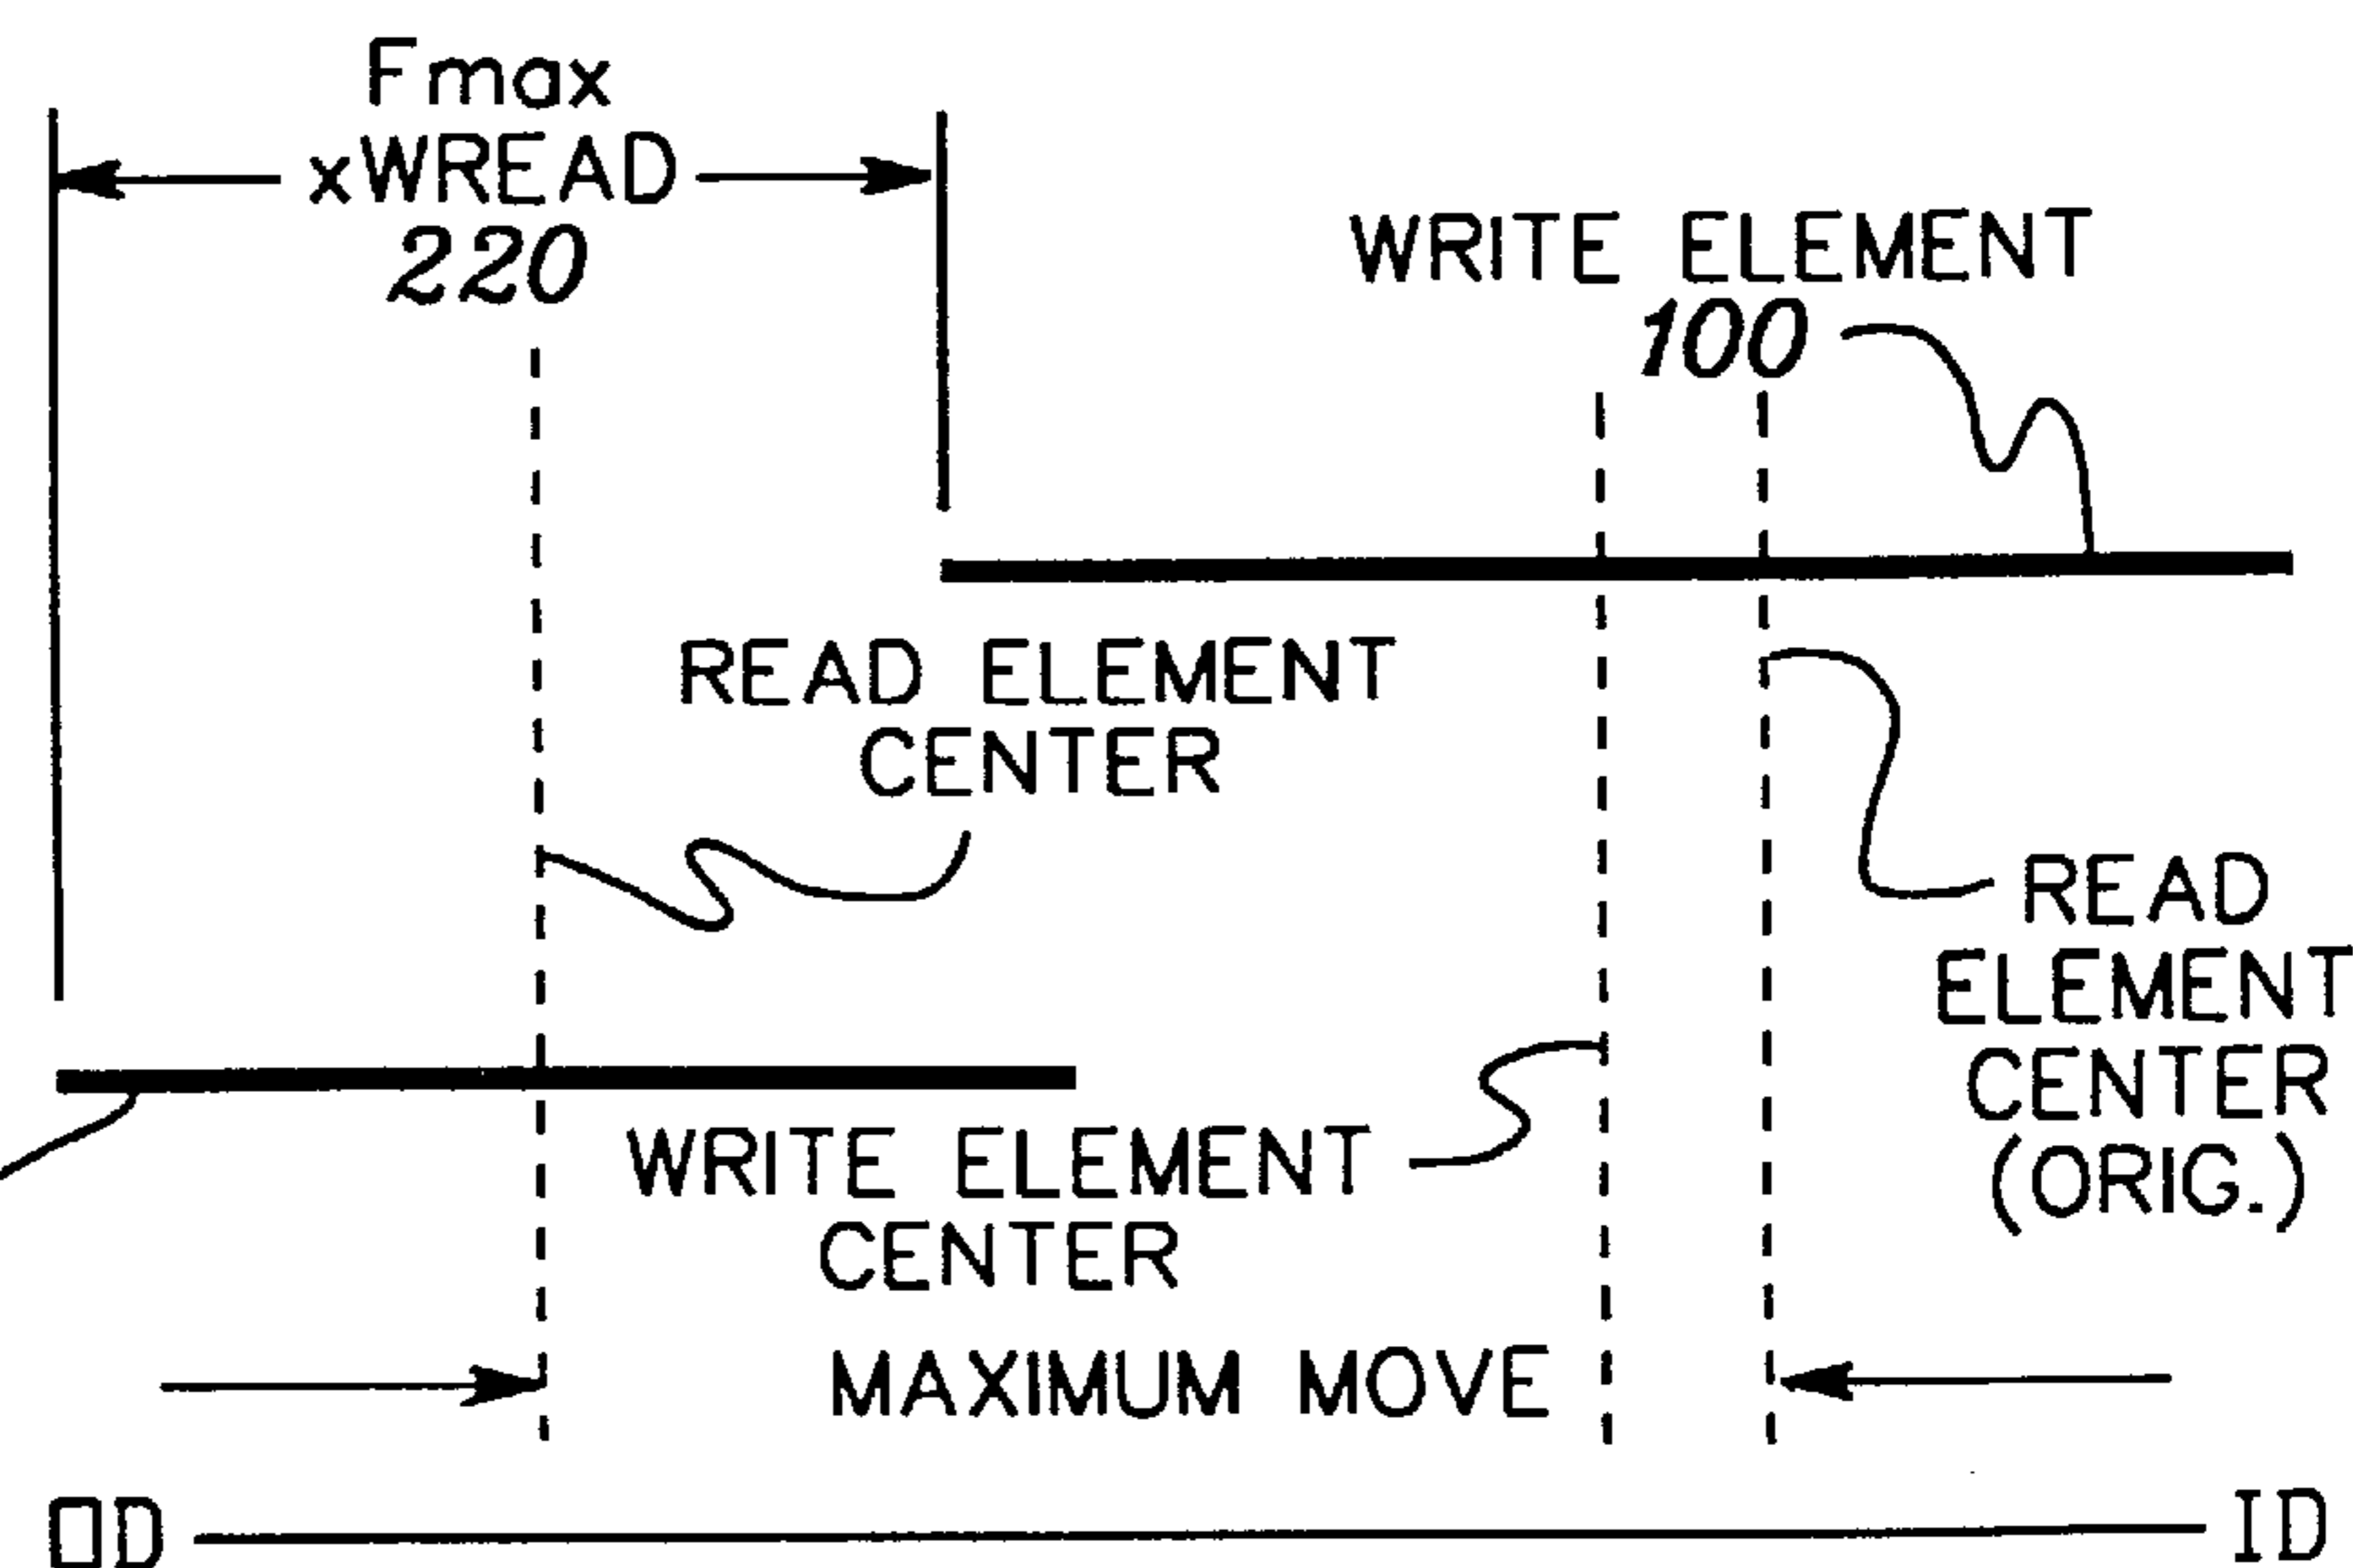 Fmax
xWREAD
220
WRITE ELEMENT
100
READ ELEMENT
CENTER
READ
ELEMENT
CENTER
(ORIG.)
WRITE ELEMENT
CENTER
MAXIMUM MOVE
OD
ID